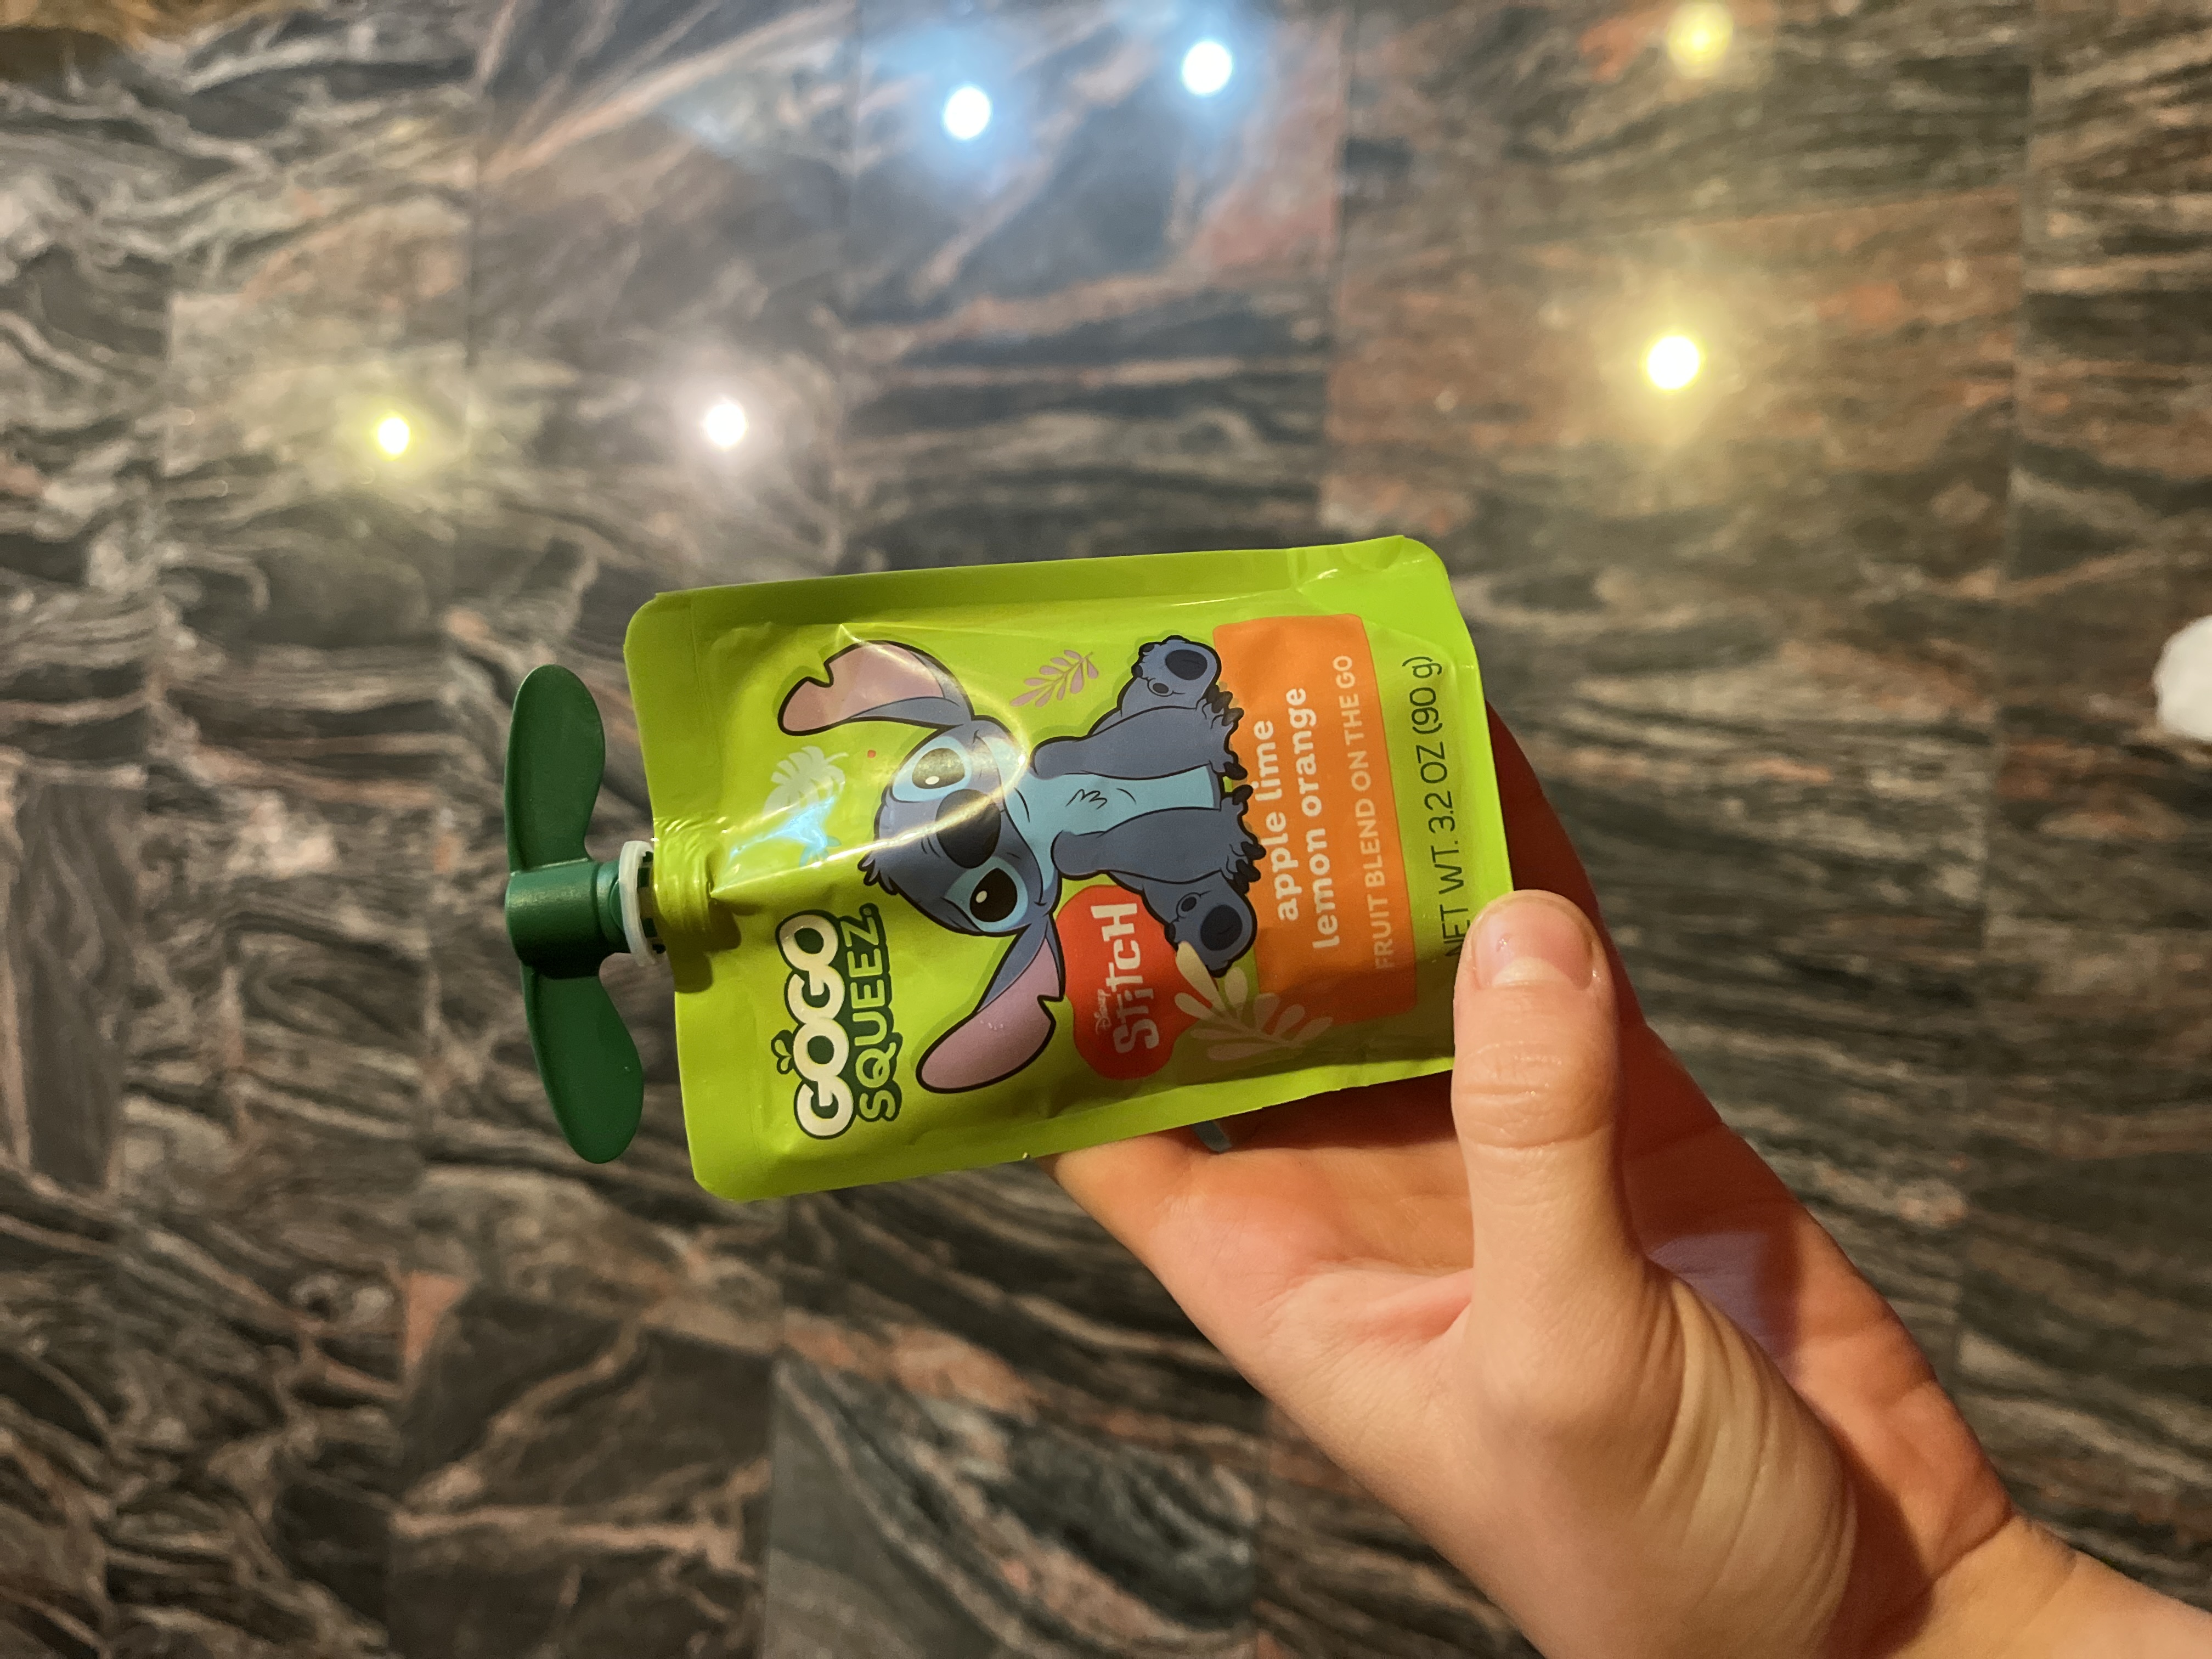 GOGO
SQUEEZ.
Disney
Stitch
apple lime
lemon orange
FRUIT BLEND ON THE GO
NET WT. 3.2 OZ (90 g)